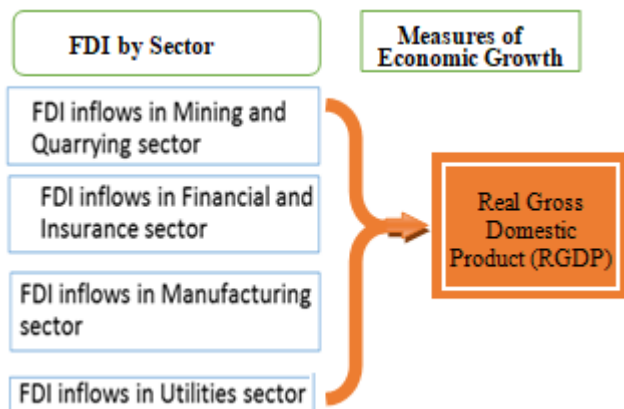 FDI by Sector
Measures of
Economic Growth
FDI inflows in Mining and
Quarrying sector
FDI inflows in Financial and
Insurance sector
FDI inflows in Manufacturing
sector
FDI inflows in Utilities sector
Real Gross
Domestic
Product (RGDP)